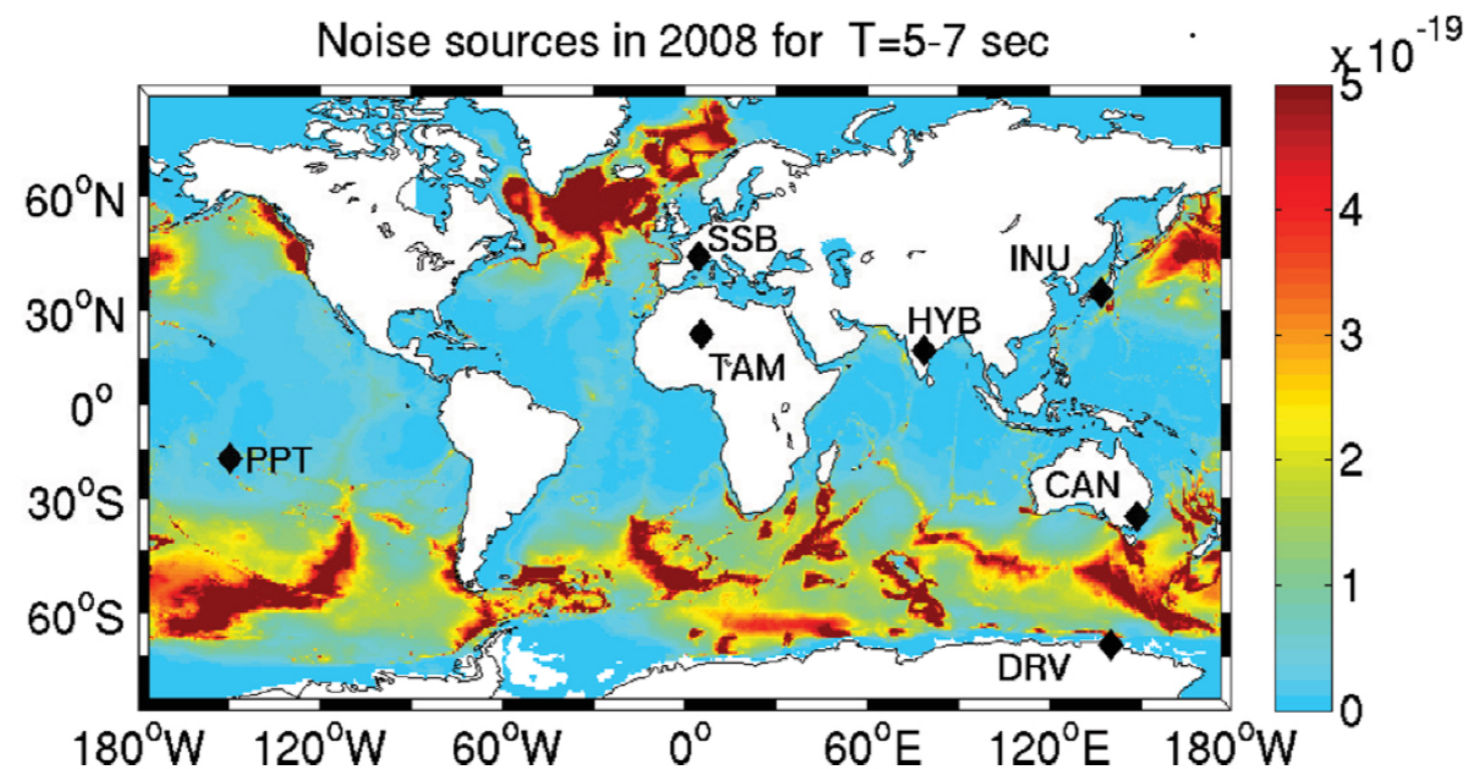 Noise sources in 2008 for T=5-7 sec
x 10^-19
5
60°N
SSB
4
INU
30°N
HYB
3
TAM
0°
PPT
2
CAN
30°S
1
60°S
DRV
0
180°W 120°W 60°W 0° 60°E 120°E 180°W